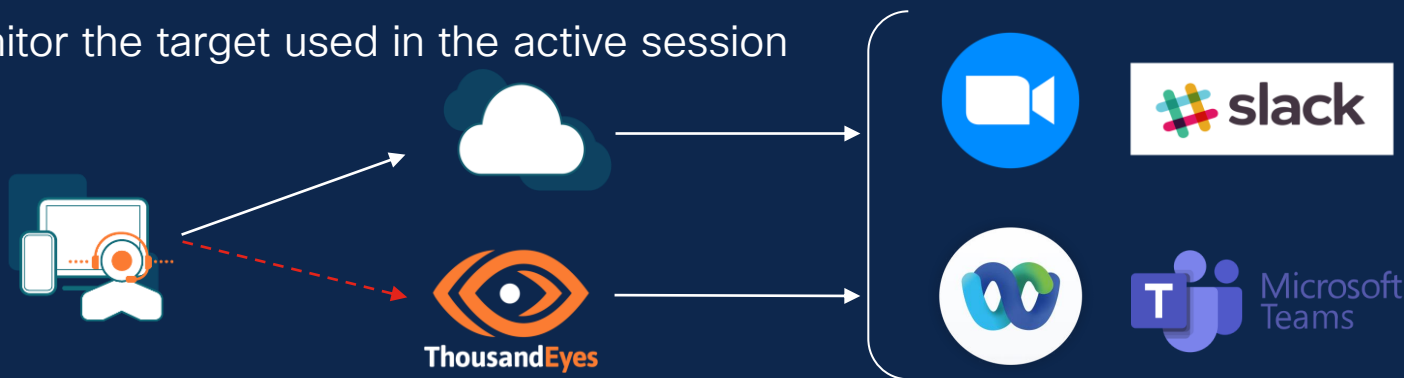 nitor the target used in the active session
slack
ThousandEyes
T
Microsoft
Teams